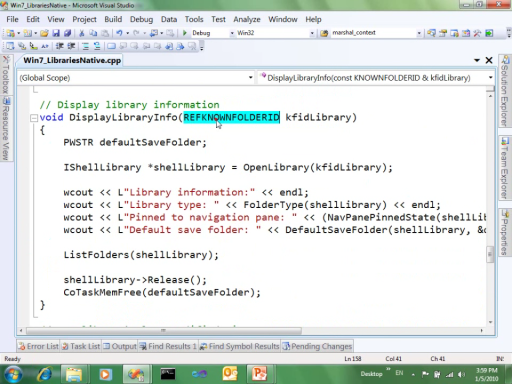 Win7_LibrariesNative - Microsoft Visual Studio
File Edit View Project Build Debug Team Data Tools Test Window Help
Debug Win32 marshal_context
Win7_LibrariesNative.cpp
(Global Scope) DisplayLibraryInfo(const KNOWNFOLDERID & kfidLibrary)
// Display library information
void DisplayLibraryInfo(REFKNOWNFOLDERID kfidLibrary)
{
PWSTR defaultSaveFolder;
IShellLibrary *shellLibrary = OpenLibrary(kfidLibrary);
wcout << L"Library information:" << endl;
wcout << L"Library type: " << FolderType(shellLibrary) << endl;
wcout << L"Pinned to navigation pane: " << (NavPanePinnedState(shellLi
wcout << L"Default save folder: " << DefaultSaveFolder(shellLibrary, &
ListFolders(shellLibrary);
shellLibrary->Release();
CoTaskMemFree(defaultSaveFolder);
}
Toolbox
Resource View
Solution Explorer
Team Explorer
Properties
Error List Task List Output Find Results 1 Find Symbol Results Pending Changes
Ready Ln 158 Col 41 Ch 41 INS
Desktop
3:59 PM
1/5/2010